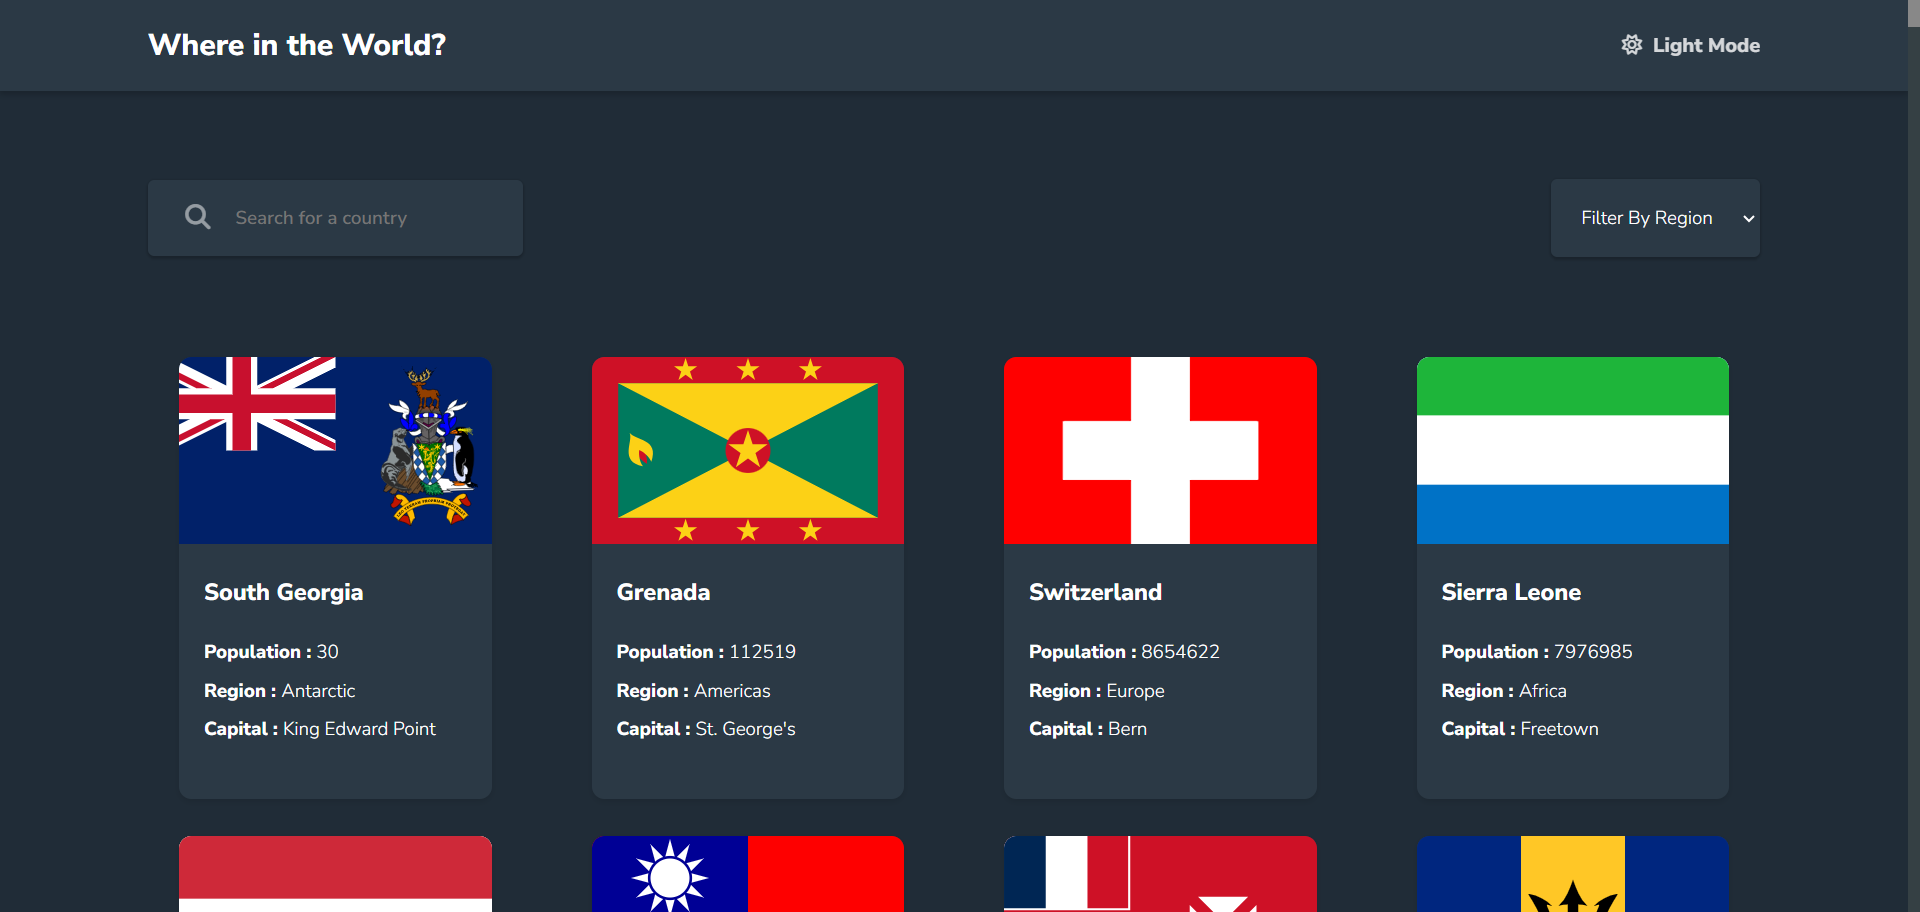 Where in the World?
Light Mode
Search for a country
Filter By Region
South Georgia
Population : 30
Region : Antarctic
Capital : King Edward Point
Grenada
Population : 112519
Region : Americas
Capital : St. George's
Switzerland
Population : 8654622
Region : Europe
Capital : Bern
Sierra Leone
Population : 7976985
Region : Africa
Capital : Freetown